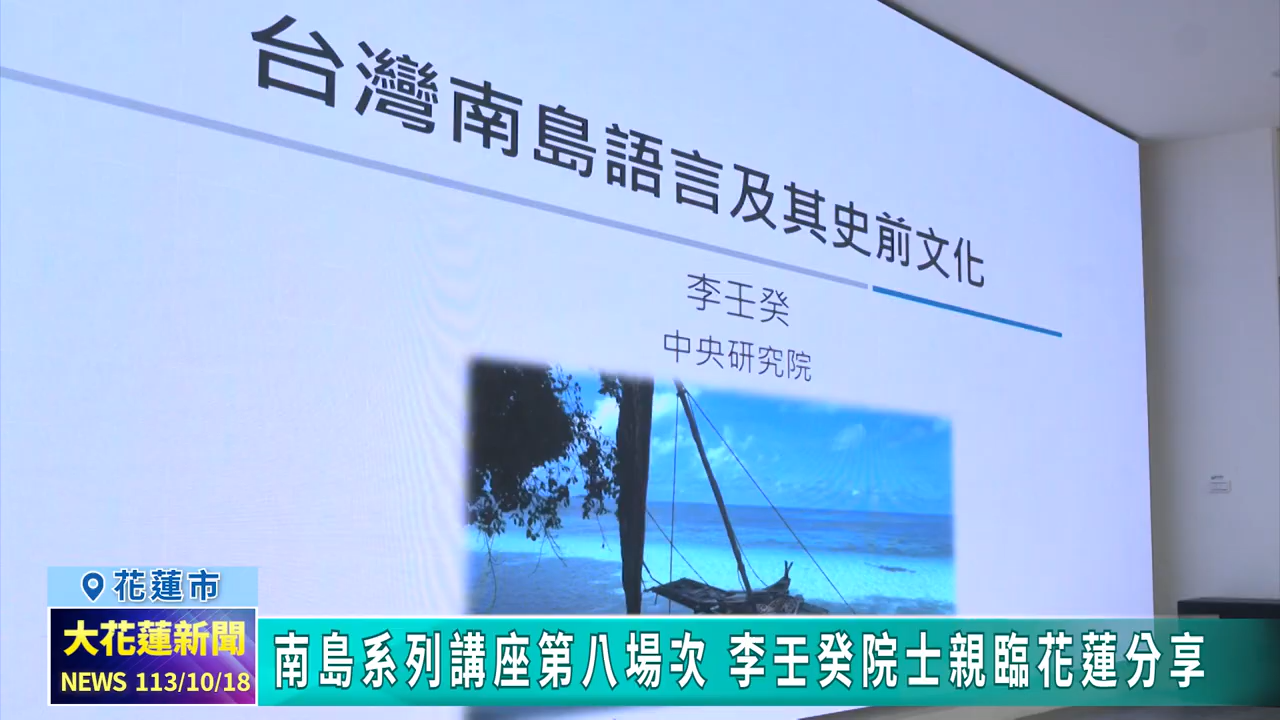 台灣南島語言及其史前文化
李壬癸
中央研究院
花蓮市
大花蓮新聞
NEWS 113/10/18
南島系列講座第八場次 李壬癸院士親臨花蓮分享